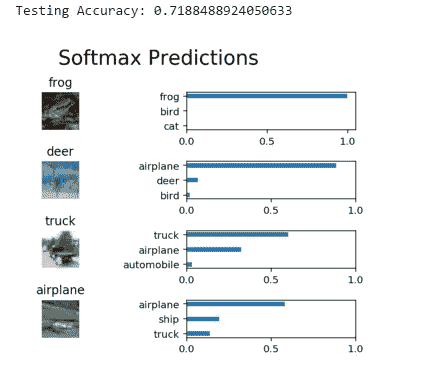 Testing Accuracy: 0.7188488924050633
Softmax Predictions
frog
frog
bird
cat
0.0 0.5 1.0
deer
airplane
deer
bird
0.0 0.5 1.0
truck
truck
airplane
automobile
0.0 0.5 1.0
airplane
airplane
ship
truck
0.0 0.5 1.0